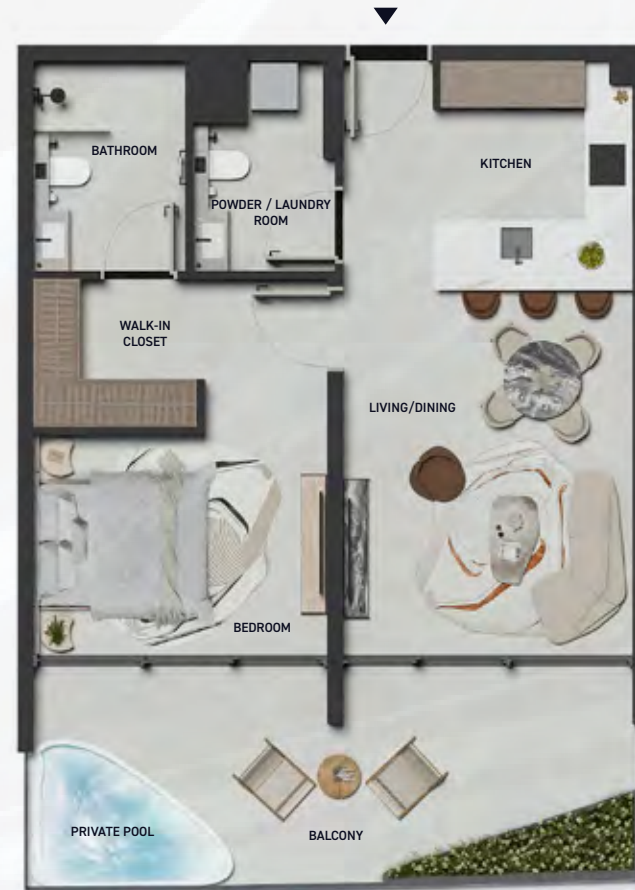 BATHROOM
POWDER / LAUNDRY
ROOM
KITCHEN
WALK-IN
CLOSET
LIVING/DINING
BEDROOM
PRIVATE POOL
BALCONY